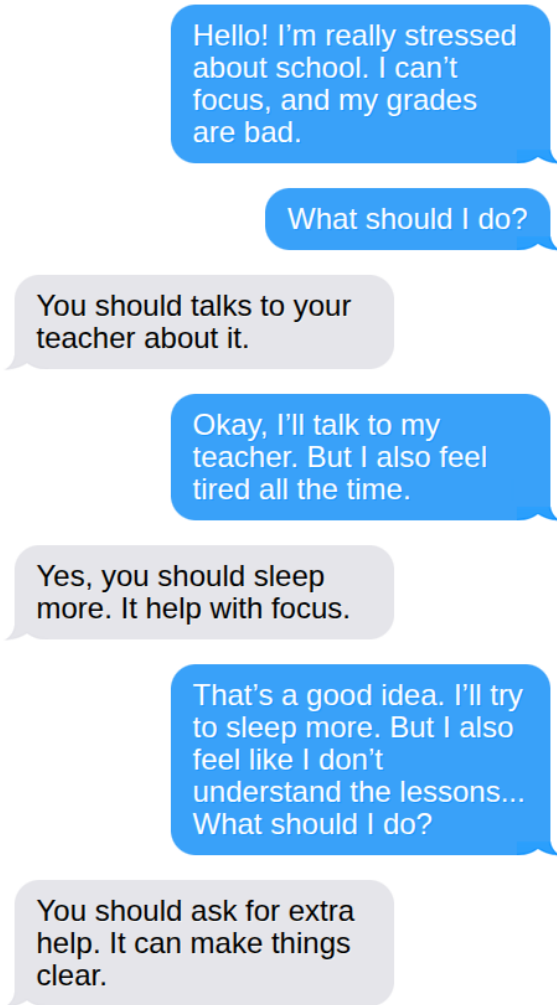 Hello! I’m really stressed
about school. I can’t
focus, and my grades
are bad.
What should I do?
You should talks to your
teacher about it.
Okay, I’ll talk to my
teacher. But I also feel
tired all the time.
Yes, you should sleep
more. It help with focus.
That’s a good idea. I’ll try
to sleep more. But I also
feel like I don’t
understand the lessons...
What should I do?
You should ask for extra
help. It can make things
clear.